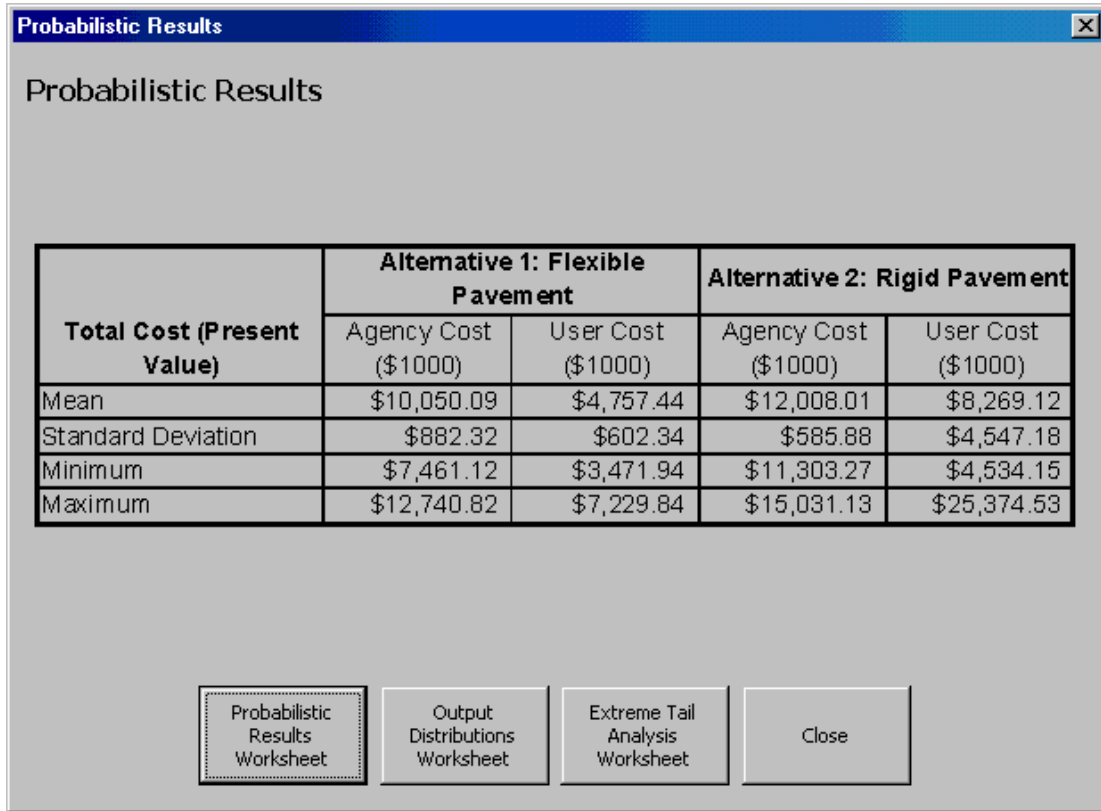 Probabilistic Results
Probabilistic Results
Total Cost (Present
Value)
Alternative 1: Flexible
Pavement
Alternative 2: Rigid Pavement
Agency Cost
($1000)
User Cost
($1000)
Agency Cost
($1000)
User Cost
($1000)
Mean $10,050.09 $4,757.44 $12,008.01 $8,269.12
Standard Deviation $882.32 $602.34 $585.88 $4,547.18
Minimum $7,461.12 $3,471.94 $11,303.27 $4,534.15
Maximum $12,740.82 $7,229.84 $15,031.13 $25,374.53
Probabilistic
Results
Worksheet
Output
Distributions
Worksheet
Extreme Tail
Analysis
Worksheet
Close